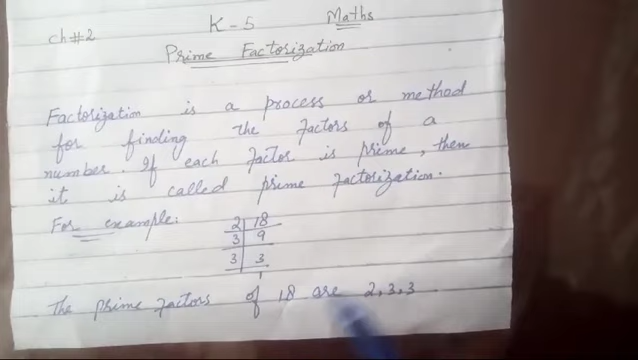 ch#2 K-5 Maths
Prime Factorization
Factorization is a process or method
for finding the factors of a
number. If each factor is prime, then
it is called prime factorization.
For example:
2 | 18
3 | 9
3 | 3
1
The prime factors of 18 are 2,3,3